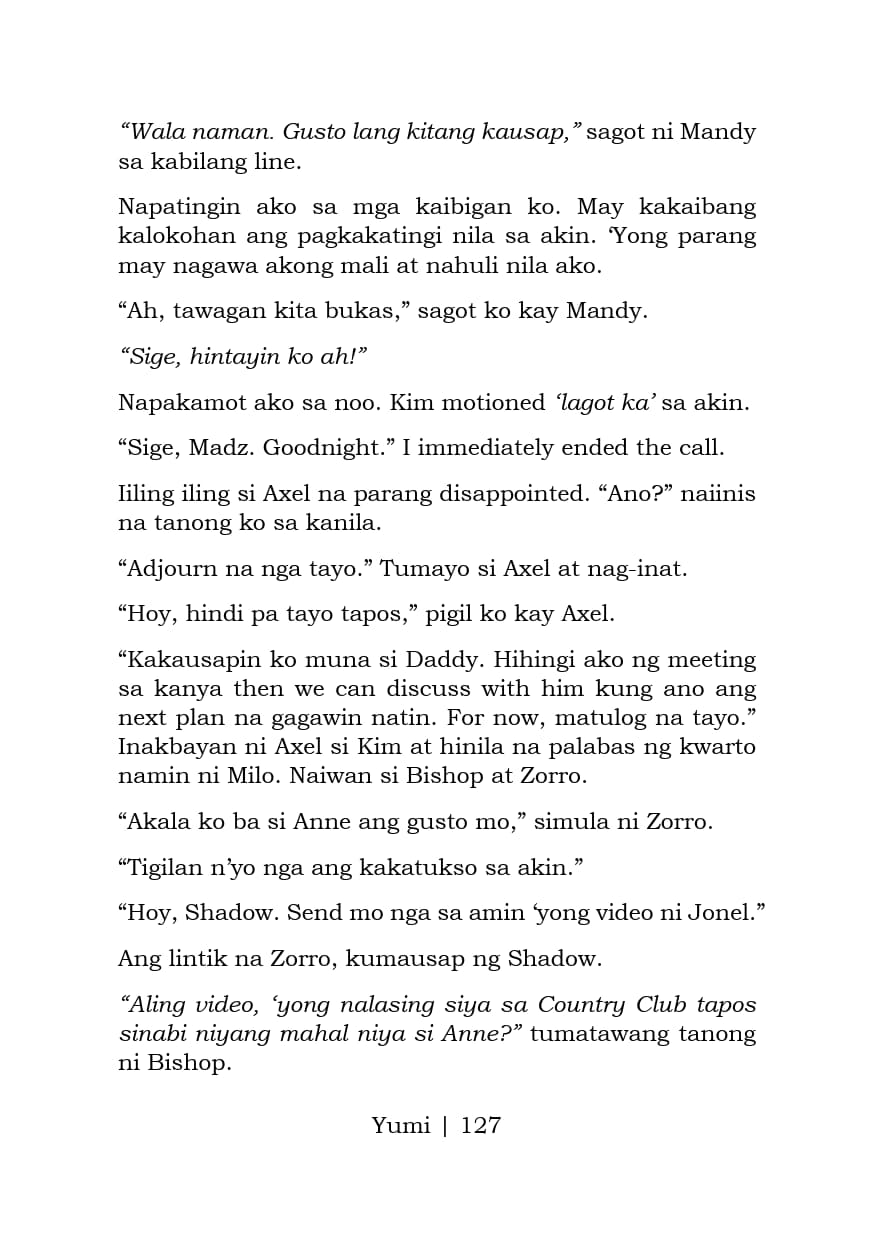 “Wala naman. Gusto lang kitang kausap,” sagot ni Mandy
sa kabilang line.
Napatingin ako sa mga kaibigan ko. May kakaibang
kalokohan ang pagkakatingi nila sa akin. ‘Yong parang
may nagawa akong mali at nahuli nila ako.
“Ah, tawagan kita bukas,” sagot ko kay Mandy.
“Sige, hintayin ko ah!”
Napakamot ako sa noo. Kim motioned ‘lagot ka’ sa akin.
“Sige, Madz. Goodnight.” I immediately ended the call.
Iiling iling si Axel na parang disappointed. “Ano?” naiinis
na tanong ko sa kanila.
“Adjourn na nga tayo.” Tumayo si Axel at nag-inat.
“Hoy, hindi pa tayo tapos,” pigil ko kay Axel.
“Kakausapin ko muna si Daddy. Hihingi ako ng meeting
sa kanya then we can discuss with him kung ano ang
next plan na gagawin natin. For now, matulog na tayo.”
Inakbayan ni Axel si Kim at hinila na palabas ng kwarto
namin ni Milo. Naiwan si Bishop at Zorro.
“Akala ko ba si Anne ang gusto mo,” simula ni Zorro.
“Tigilan n’yo nga ang kakatukso sa akin.”
“Hoy, Shadow. Send mo nga sa amin ‘yong video ni Jonel.”
Ang lintik na Zorro, kumausap ng Shadow.
“Aling video, ‘yong nalasing siya sa Country Club tapos
sinabi niyang mahal niya si Anne?” tumatawang tanong
ni Bishop.
Yumi | 127